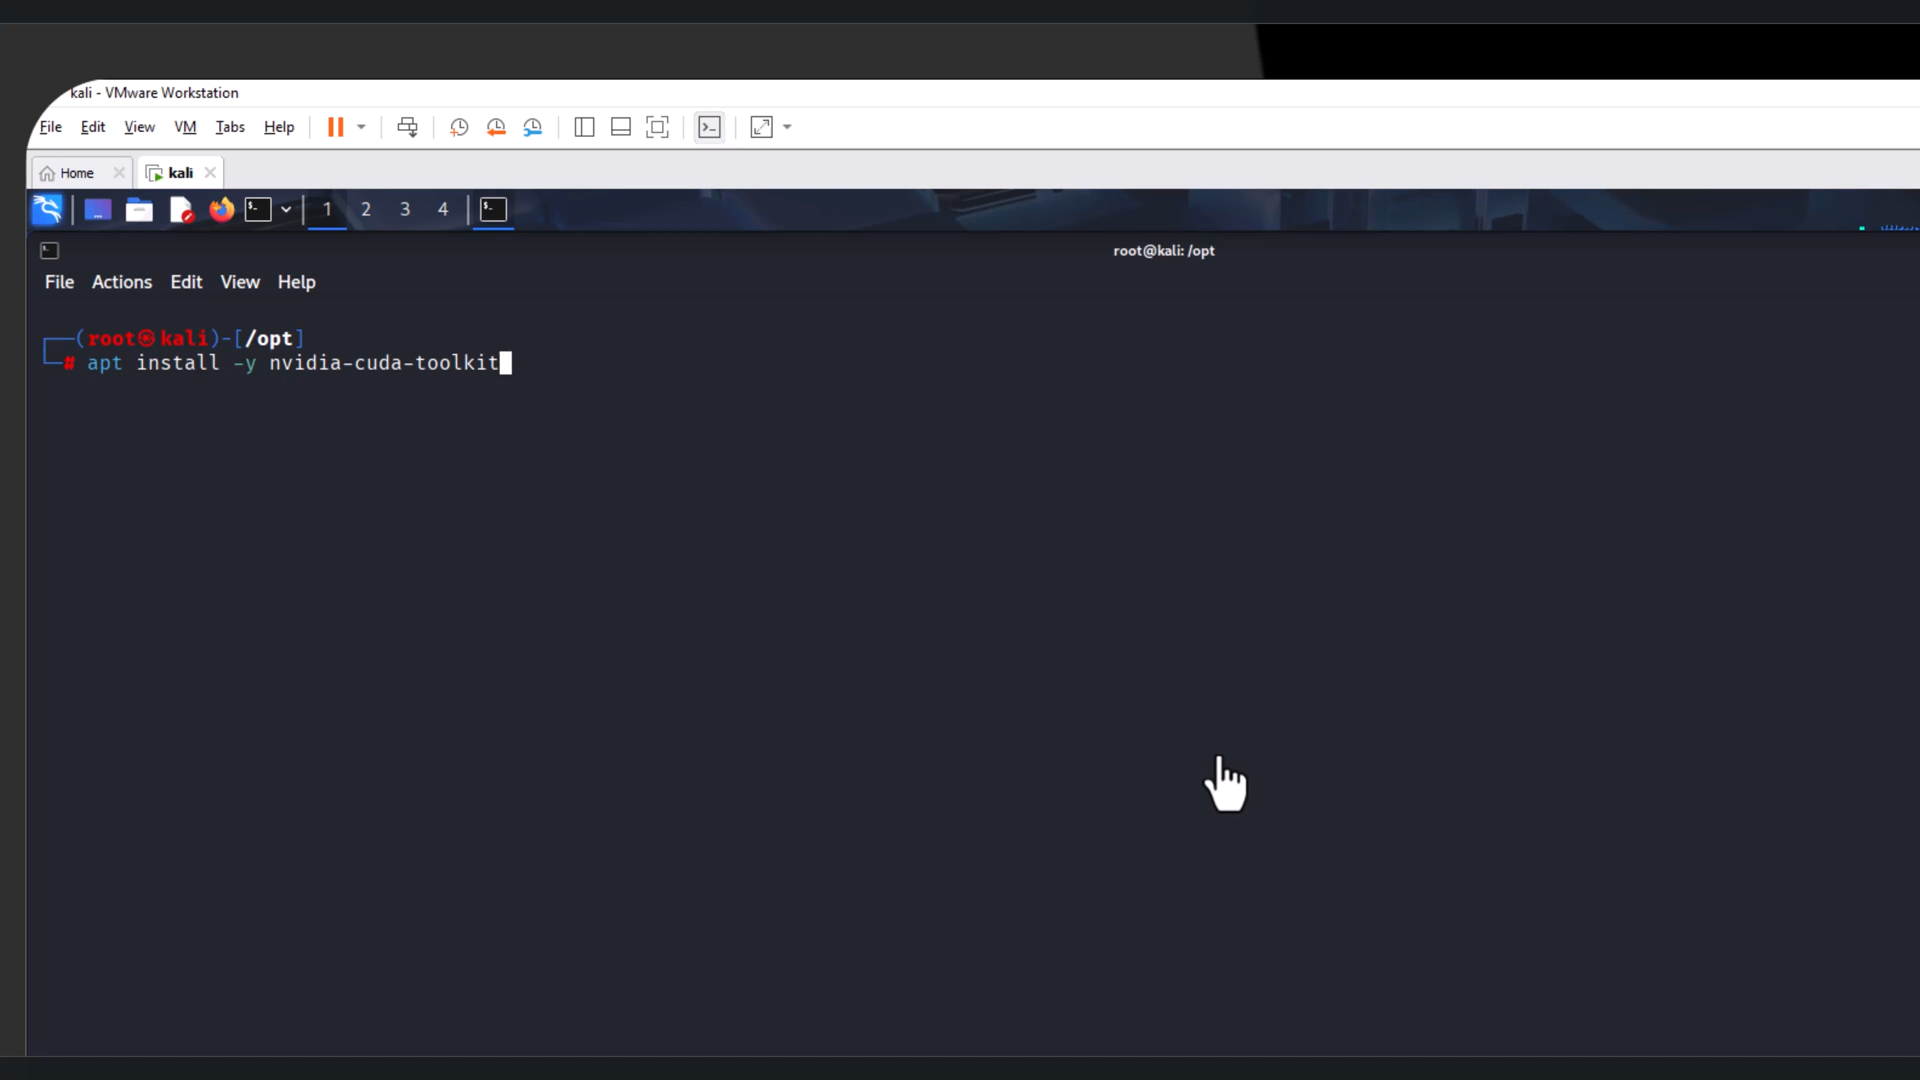 kali - VMware Workstation
File Edit View VM Tabs Help
Home kali
1 2 3 4
root@kali: /opt
File Actions Edit View Help
┌──(root㉿kali)-[/opt]
└─# apt install -y nvidia-cuda-toolkit